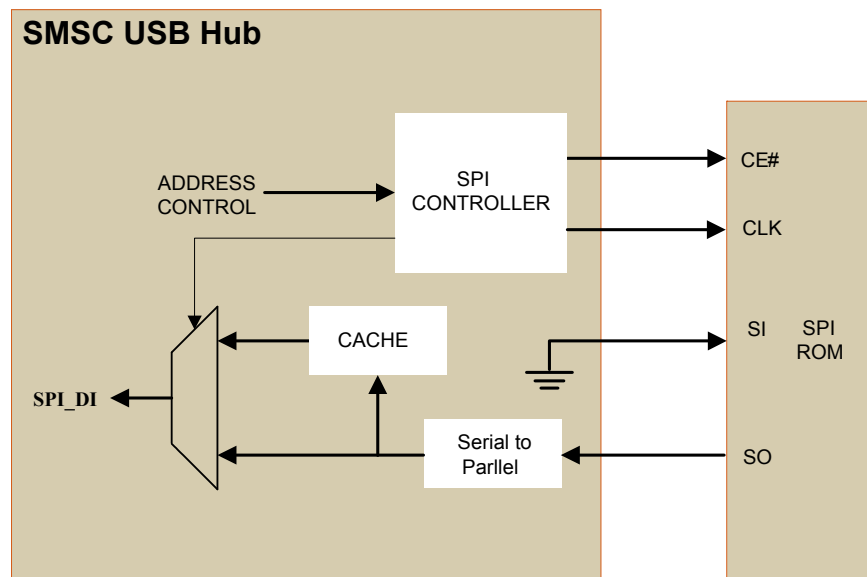 SMSC USB Hub
ADDRESS
CONTROL
SPI
CONTROLLER
CE#
CLK
CACHE
SI
SPI
ROM
SPI_DI
Serial to
Parllel
SO